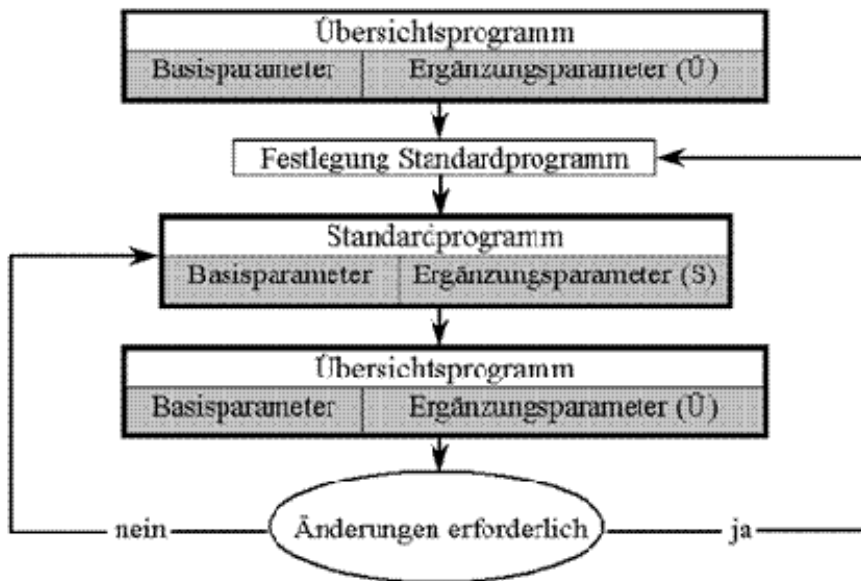 Übersichtsprogramm
Basisparameter Ergänzungsparameter (Ü)
Festlegung Standardprogramm
Standardprogramm
Basisparameter Ergänzungsparameter (S)
Übersichtsprogramm
Basisparameter Ergänzungsparameter (Ü)
nein Änderungen erforderlich ja